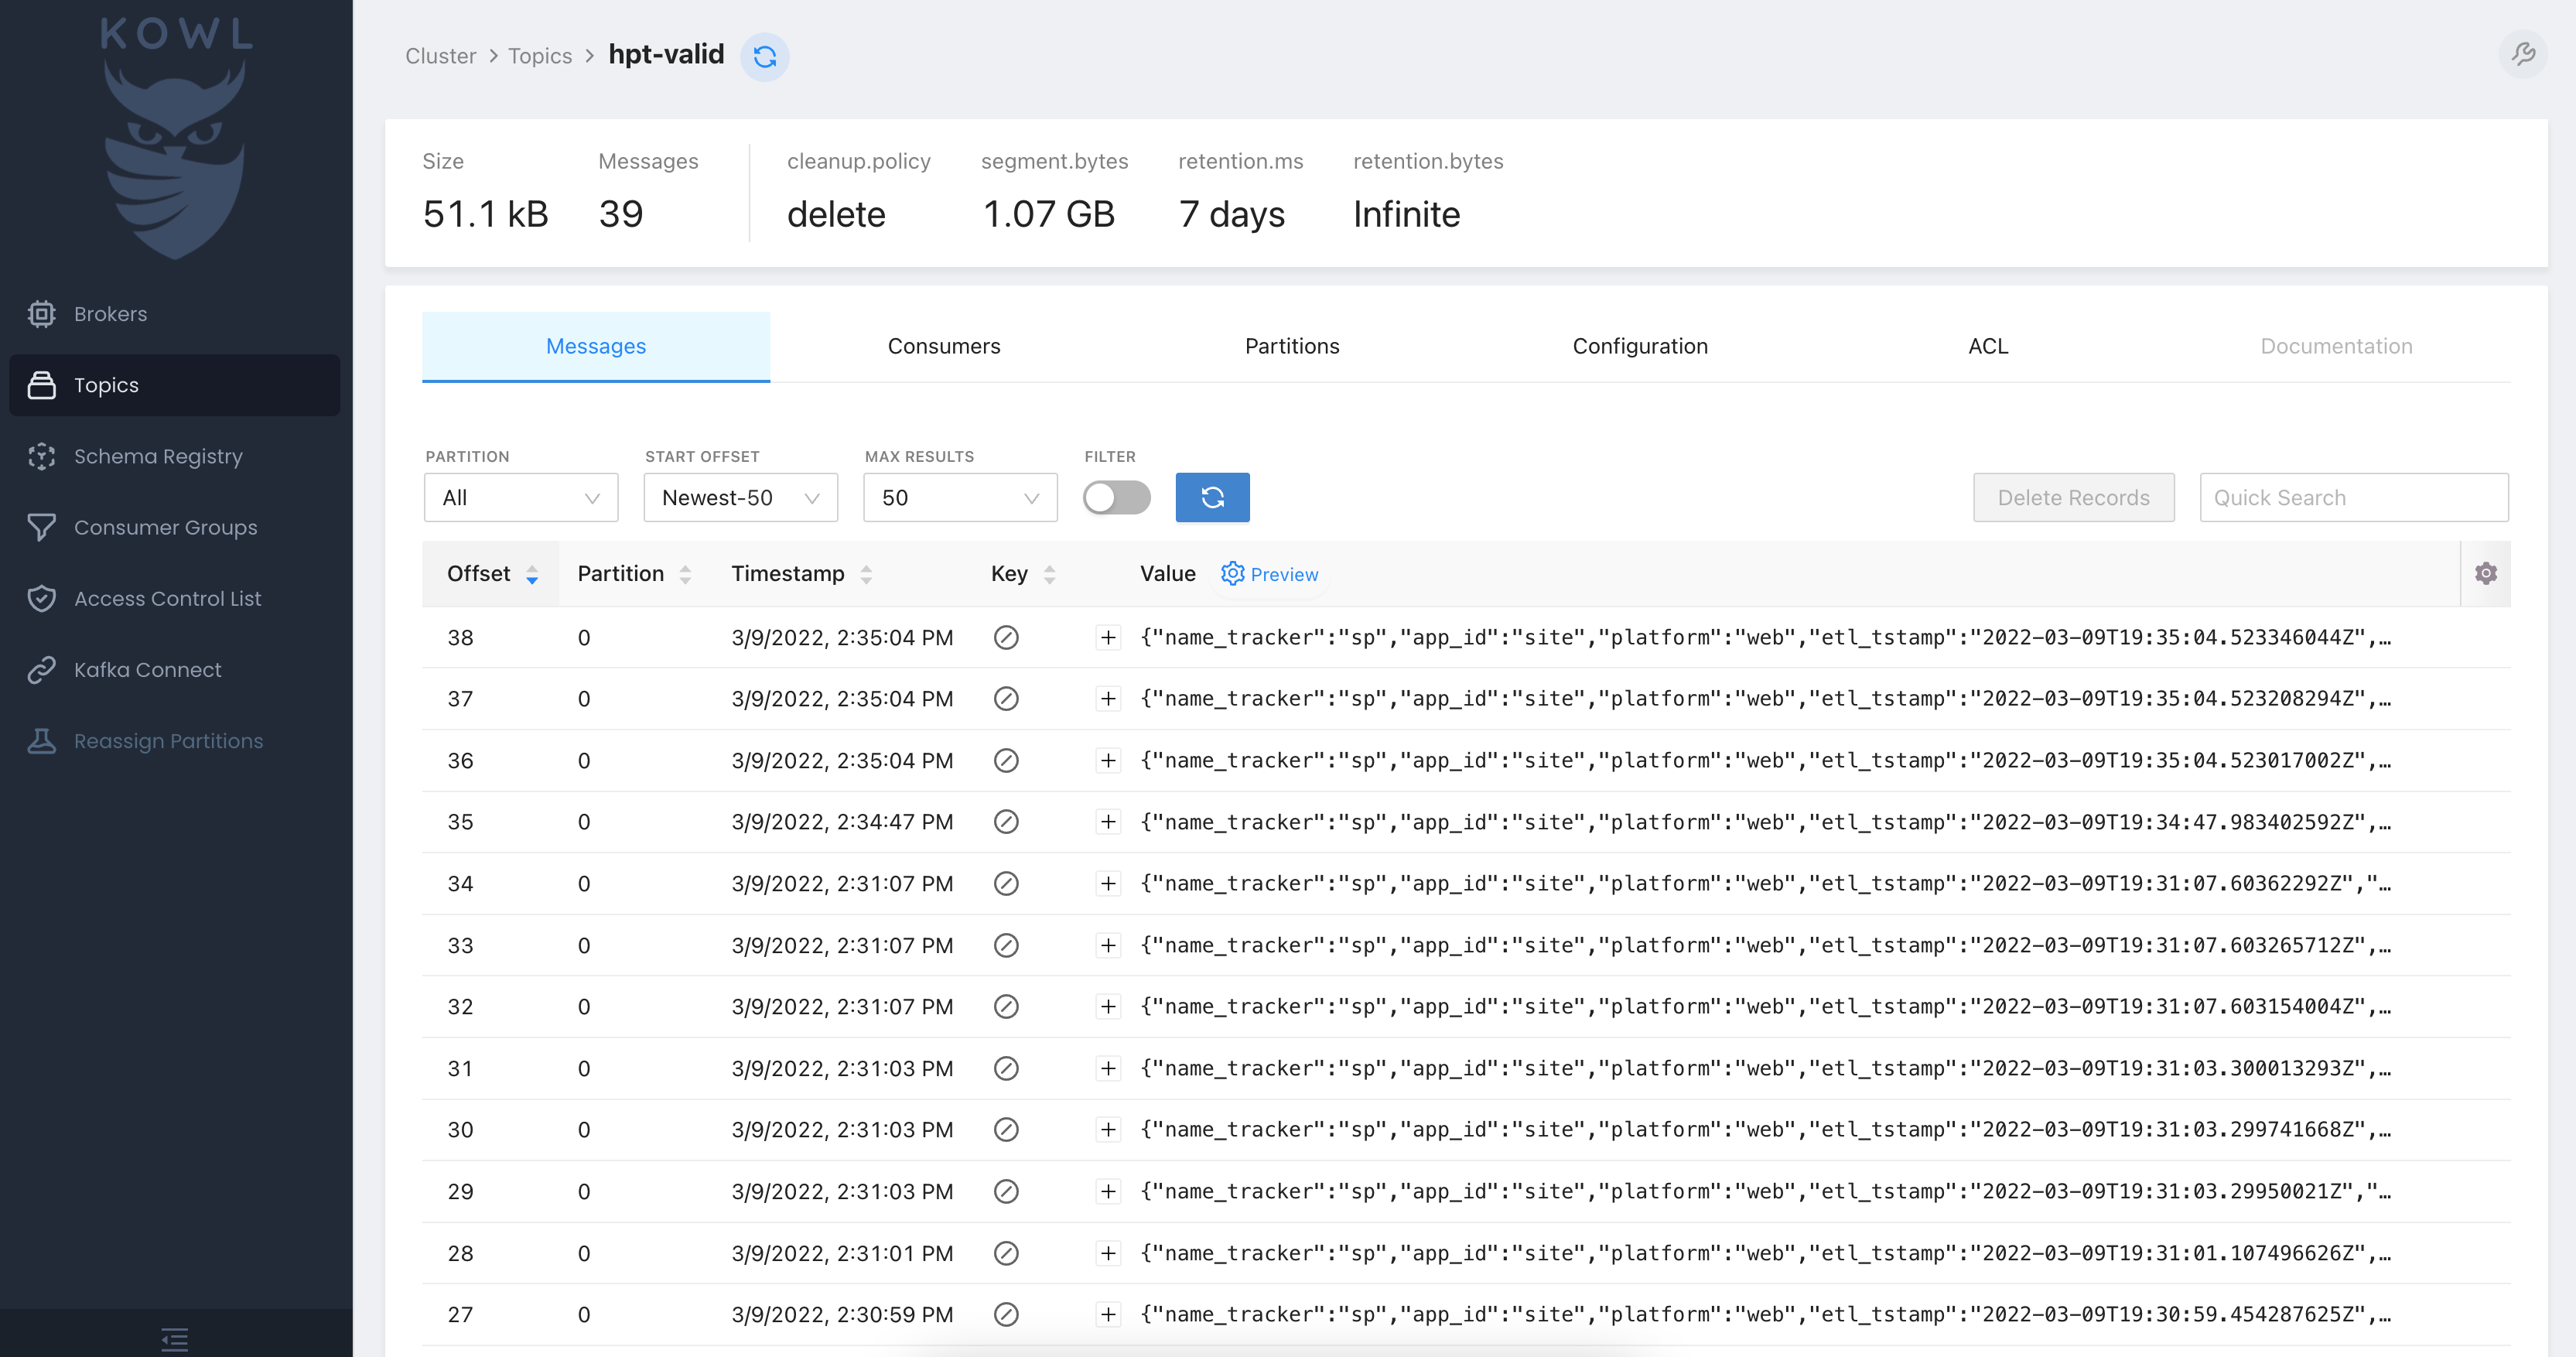 KOWL
Brokers
Topics
Schema Registry
Consumer Groups
Access Control List
Kafka Connect
Reassign Partitions
Cluster > Topics > hpt-valid
Size Messages cleanup.policy segment.bytes retention.ms retention.bytes
51.1 kB 39 delete 1.07 GB 7 days Infinite
Messages Consumers Partitions Configuration ACL Documentation
PARTITION START OFFSET MAX RESULTS FILTER
All Newest-50 50 Delete Records Quick Search
Offset Partition Timestamp Key Value Preview
38 0 3/9/2022, 2:35:04 PM {"name_tracker":"sp","app_id":"site","platform":"web","etl_tstamp":"2022-03-09T19:35:04.523346044Z",…
37 0 3/9/2022, 2:35:04 PM {"name_tracker":"sp","app_id":"site","platform":"web","etl_tstamp":"2022-03-09T19:35:04.523208294Z",…
36 0 3/9/2022, 2:35:04 PM {"name_tracker":"sp","app_id":"site","platform":"web","etl_tstamp":"2022-03-09T19:35:04.523017002Z",…
35 0 3/9/2022, 2:34:47 PM {"name_tracker":"sp","app_id":"site","platform":"web","etl_tstamp":"2022-03-09T19:34:47.983402592Z",…
34 0 3/9/2022, 2:31:07 PM {"name_tracker":"sp","app_id":"site","platform":"web","etl_tstamp":"2022-03-09T19:31:07.60362292Z","…
33 0 3/9/2022, 2:31:07 PM {"name_tracker":"sp","app_id":"site","platform":"web","etl_tstamp":"2022-03-09T19:31:07.603265712Z",…
32 0 3/9/2022, 2:31:07 PM {"name_tracker":"sp","app_id":"site","platform":"web","etl_tstamp":"2022-03-09T19:31:07.603154004Z",…
31 0 3/9/2022, 2:31:03 PM {"name_tracker":"sp","app_id":"site","platform":"web","etl_tstamp":"2022-03-09T19:31:03.300013293Z",…
30 0 3/9/2022, 2:31:03 PM {"name_tracker":"sp","app_id":"site","platform":"web","etl_tstamp":"2022-03-09T19:31:03.299741668Z",…
29 0 3/9/2022, 2:31:03 PM {"name_tracker":"sp","app_id":"site","platform":"web","etl_tstamp":"2022-03-09T19:31:03.29950021Z","…
28 0 3/9/2022, 2:31:01 PM {"name_tracker":"sp","app_id":"site","platform":"web","etl_tstamp":"2022-03-09T19:31:01.107496626Z",…
27 0 3/9/2022, 2:30:59 PM {"name_tracker":"sp","app_id":"site","platform":"web","etl_tstamp":"2022-03-09T19:30:59.454287625Z",…